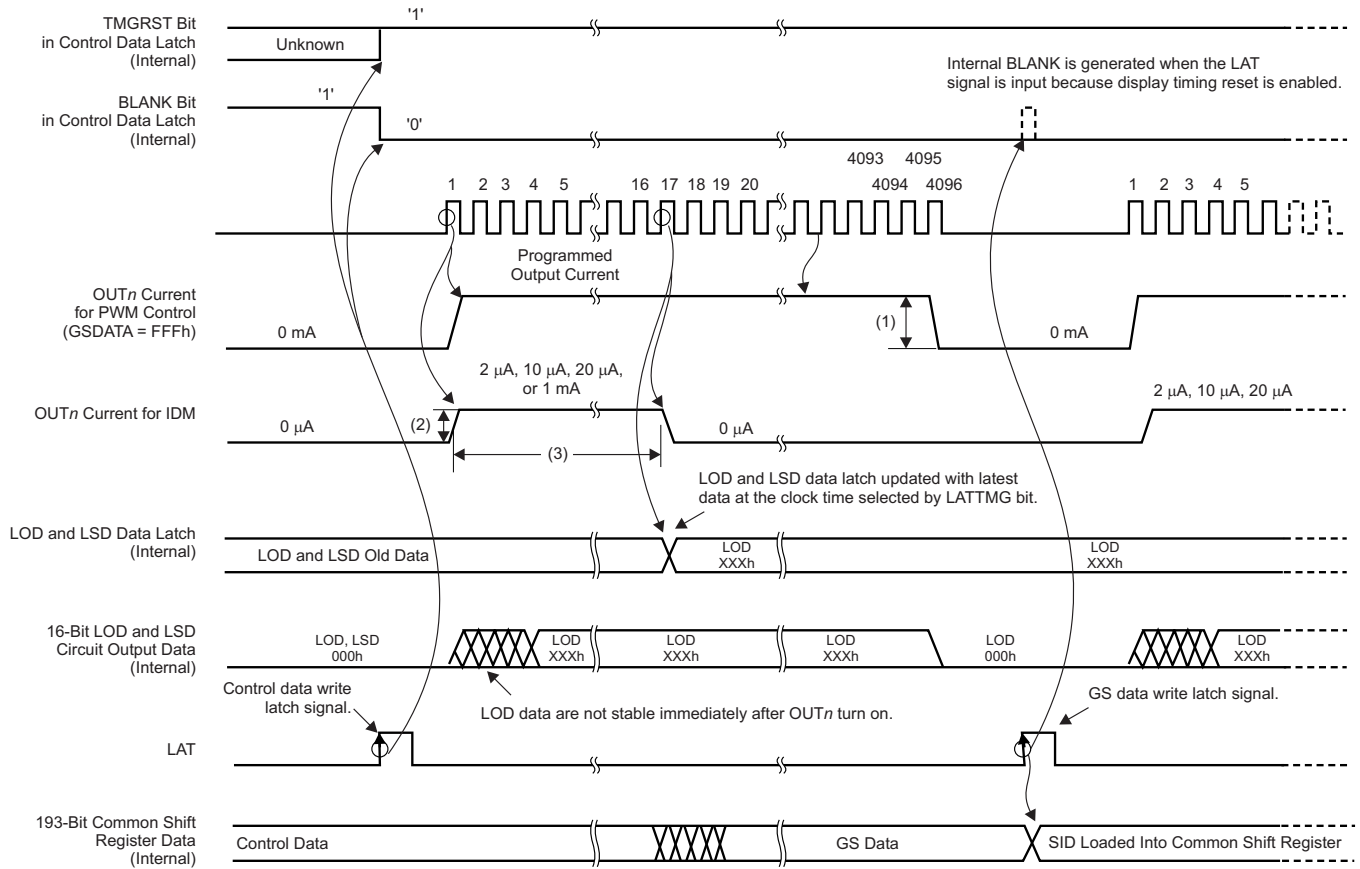 TMGRST Bit
in Control Data Latch
(Internal)
'1'
Unknown
Internal BLANK is generated when the LAT
signal is input because display timing reset is enabled.
BLANK Bit
in Control Data Latch
(Internal)
'1'
'0'
4093 4095
1 2 3 4 5 16 17 18 19 20 4094 4096 1 2 3 4 5
Programmed
Output Current
OUTn Current
for PWM Control
(GSDATA = FFFh)
0 mA
(1)
0 mA
2 µA, 10 µA, 20 µA,
or 1 mA
2 µA, 10 µA, 20 µA
OUTn Current for IDM
0 µA
(2)
0 µA
(3)
LOD and LSD data latch updated with latest
data at the clock time selected by LATTMG bit.
LOD and LSD Data Latch
(Internal)
LOD and LSD Old Data
LOD
XXXh
LOD
XXXh
16-Bit LOD and LSD
Circuit Output Data
(Internal)
LOD, LSD
000h
LOD
XXXh
LOD
XXXh
LOD
XXXh
LOD
000h
LOD
XXXh
Control data write
latch signal.
LOD data are not stable immediately after OUTn turn on.
GS data write latch signal.
LAT
193-Bit Common Shift
Register Data
(Internal)
Control Data
GS Data
SID Loaded Into Common Shift Register